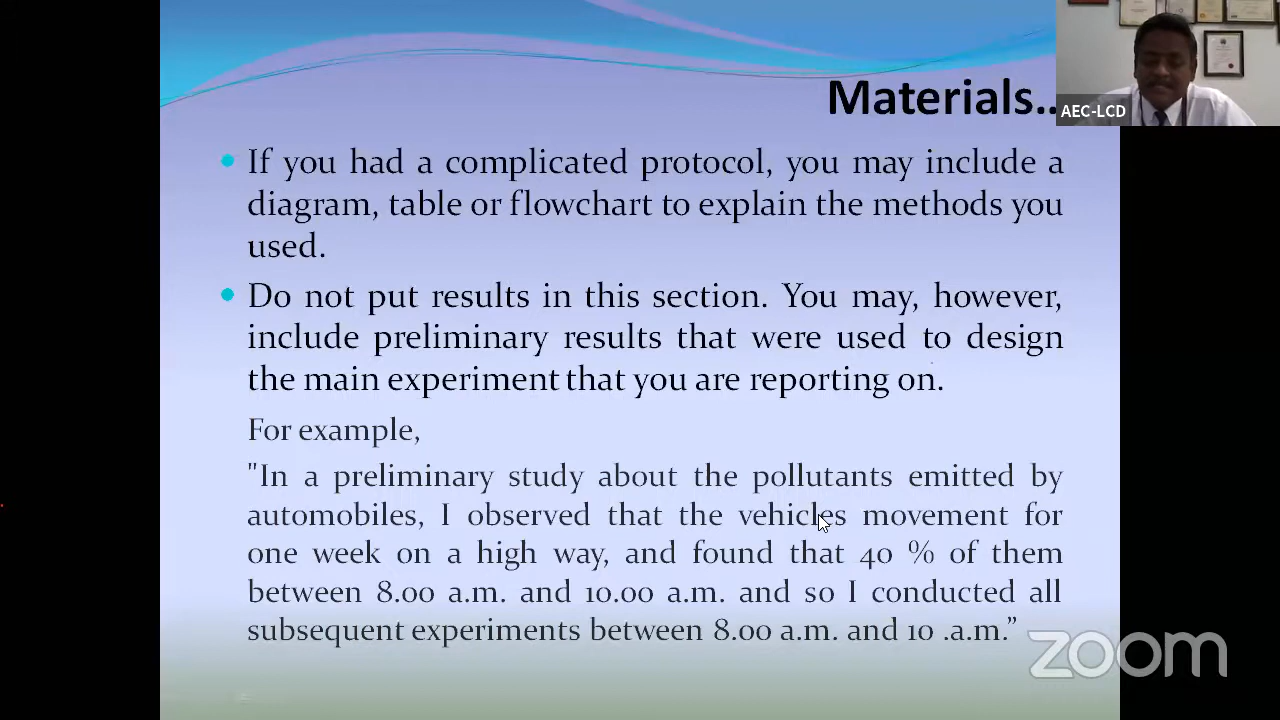 Materials..
AEC-LCD
If you had a complicated protocol, you may include a
diagram, table or flowchart to explain the methods you
used.
Do not put results in this section. You may, however,
include preliminary results that were used to design
the main experiment that you are reporting on.
For example,
"In a preliminary study about the pollutants emitted by
automobiles, I observed that the vehicles movement for
one week on a high way, and found that 40 % of them
between 8.00 a.m. and 10.00 a.m. and so I conducted all
subsequent experiments between 8.00 a.m. and 10 .a.m.”
zoom